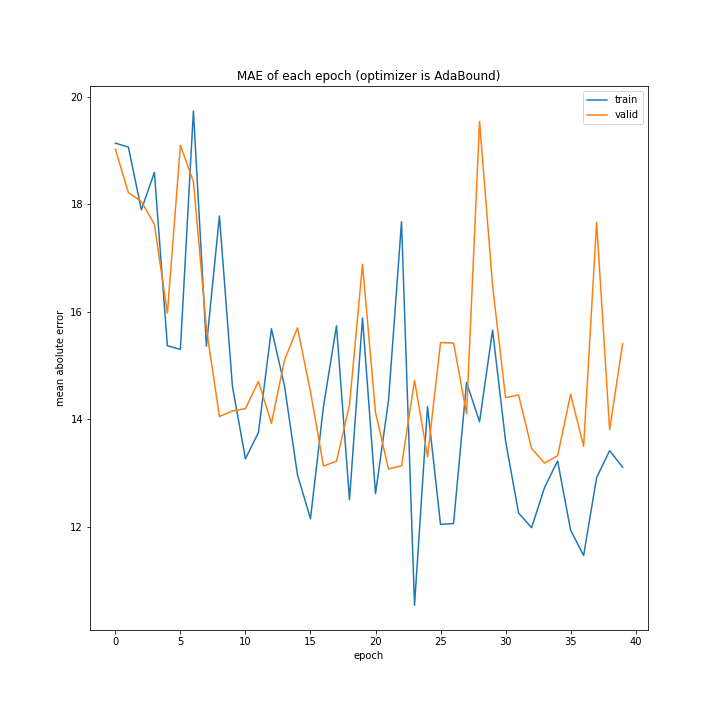 MAE of each epoch (optimizer is AdaBound)
train
valid
20
18
16
14
12
mean abolute error
0 5 10 15 20 25 30 35 40
epoch